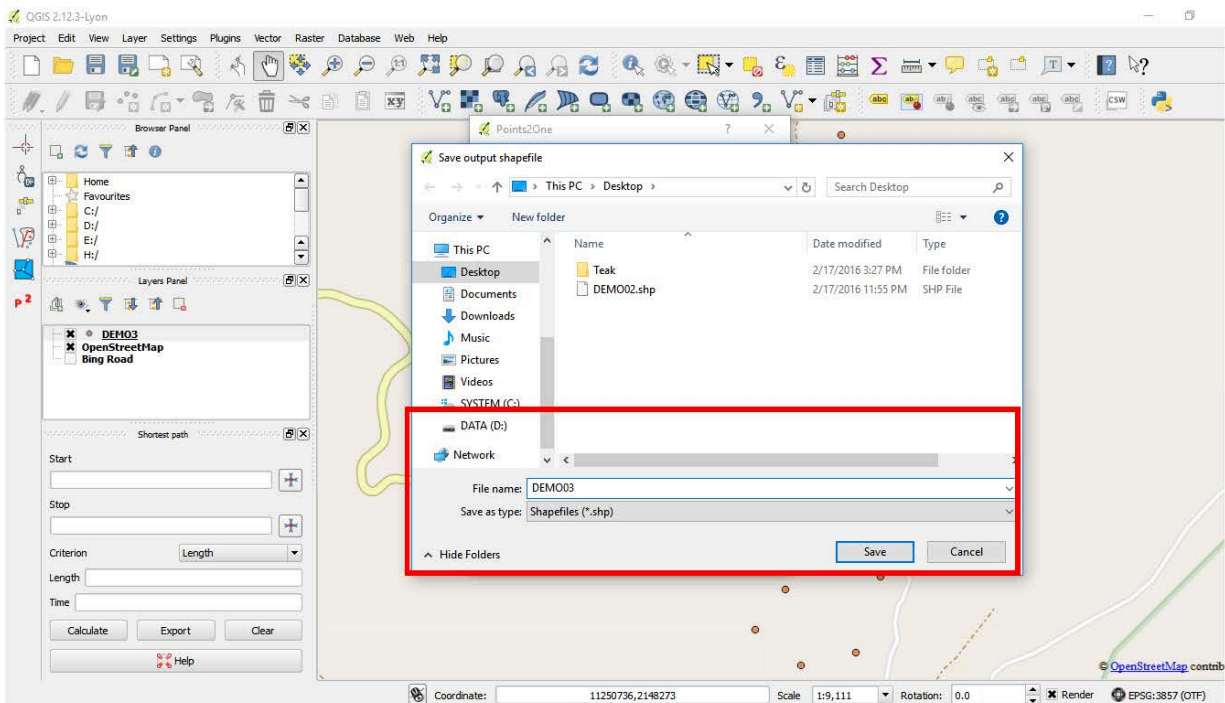 QGIS 2.12.3-Lyon
Project Edit View Layer Settings Plugins Vector Raster Database Web Help
Browser Panel
Home
Favourites
C:/
D:/
E:/
H:/
Layers Panel
DEMO3
OpenStreetMap
Bing Road
Shortest path
Start
Stop
Criterion Length
Length
Time
Calculate Export Clear
Help
Points2One ? ×
Save output shapefile
This PC > Desktop > Search Desktop
Organize New folder
This PC
Desktop
Documents
Downloads
Music
Pictures
Videos
SYSTEM (C:)
DATA (D:)
Network
Name Date modified Type
Teak 2/17/2016 3:27 PM File folder
DEMO02.shp 2/17/2016 11:55 PM SHP File
File name: DEMO03
Save as type: Shapefiles (*.shp)
Hide Folders Save Cancel
© OpenStreetMap contrib
Coordinate: 11250736,2148273 Scale 1:9,111 Rotation: 0.0 Render EPSG:3857 (OTF)